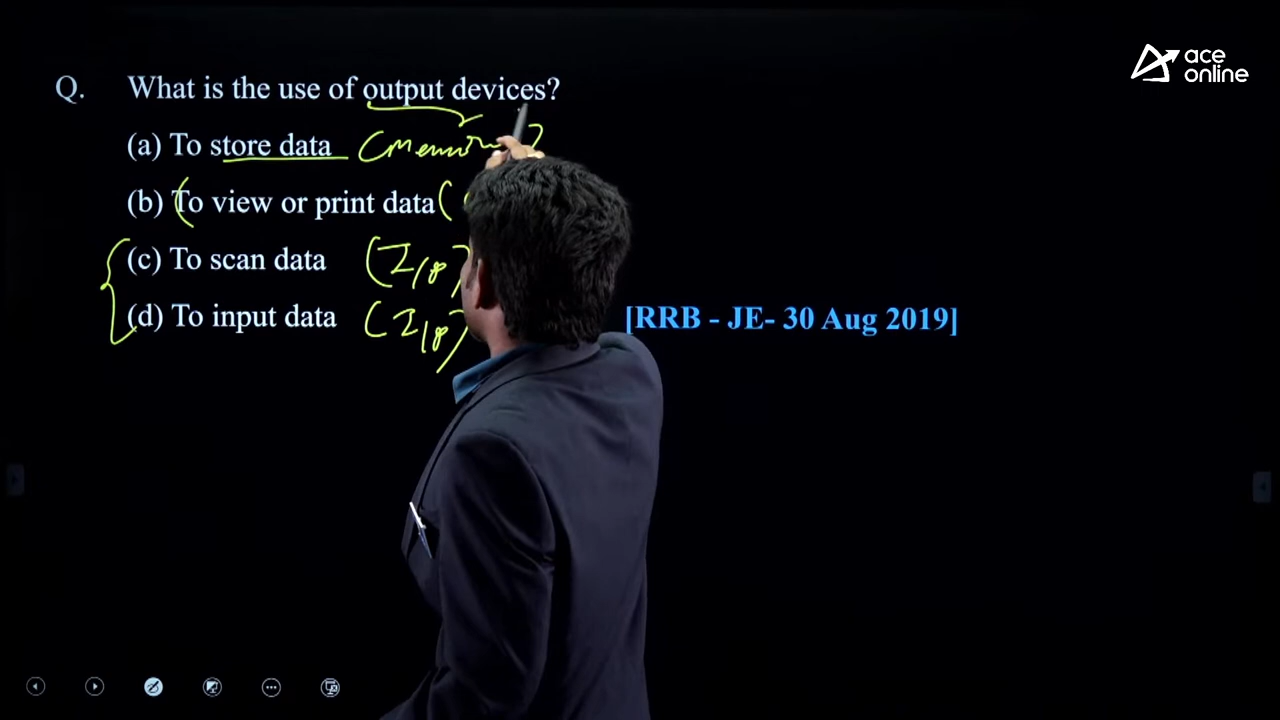 ace
online
Q. What is the use of output devices?
(a) To store data
(b) To view or print data (
(c) To scan data (I/P)
(d) To input data (I/P)
[RRB - JE- 30 Aug 2019]